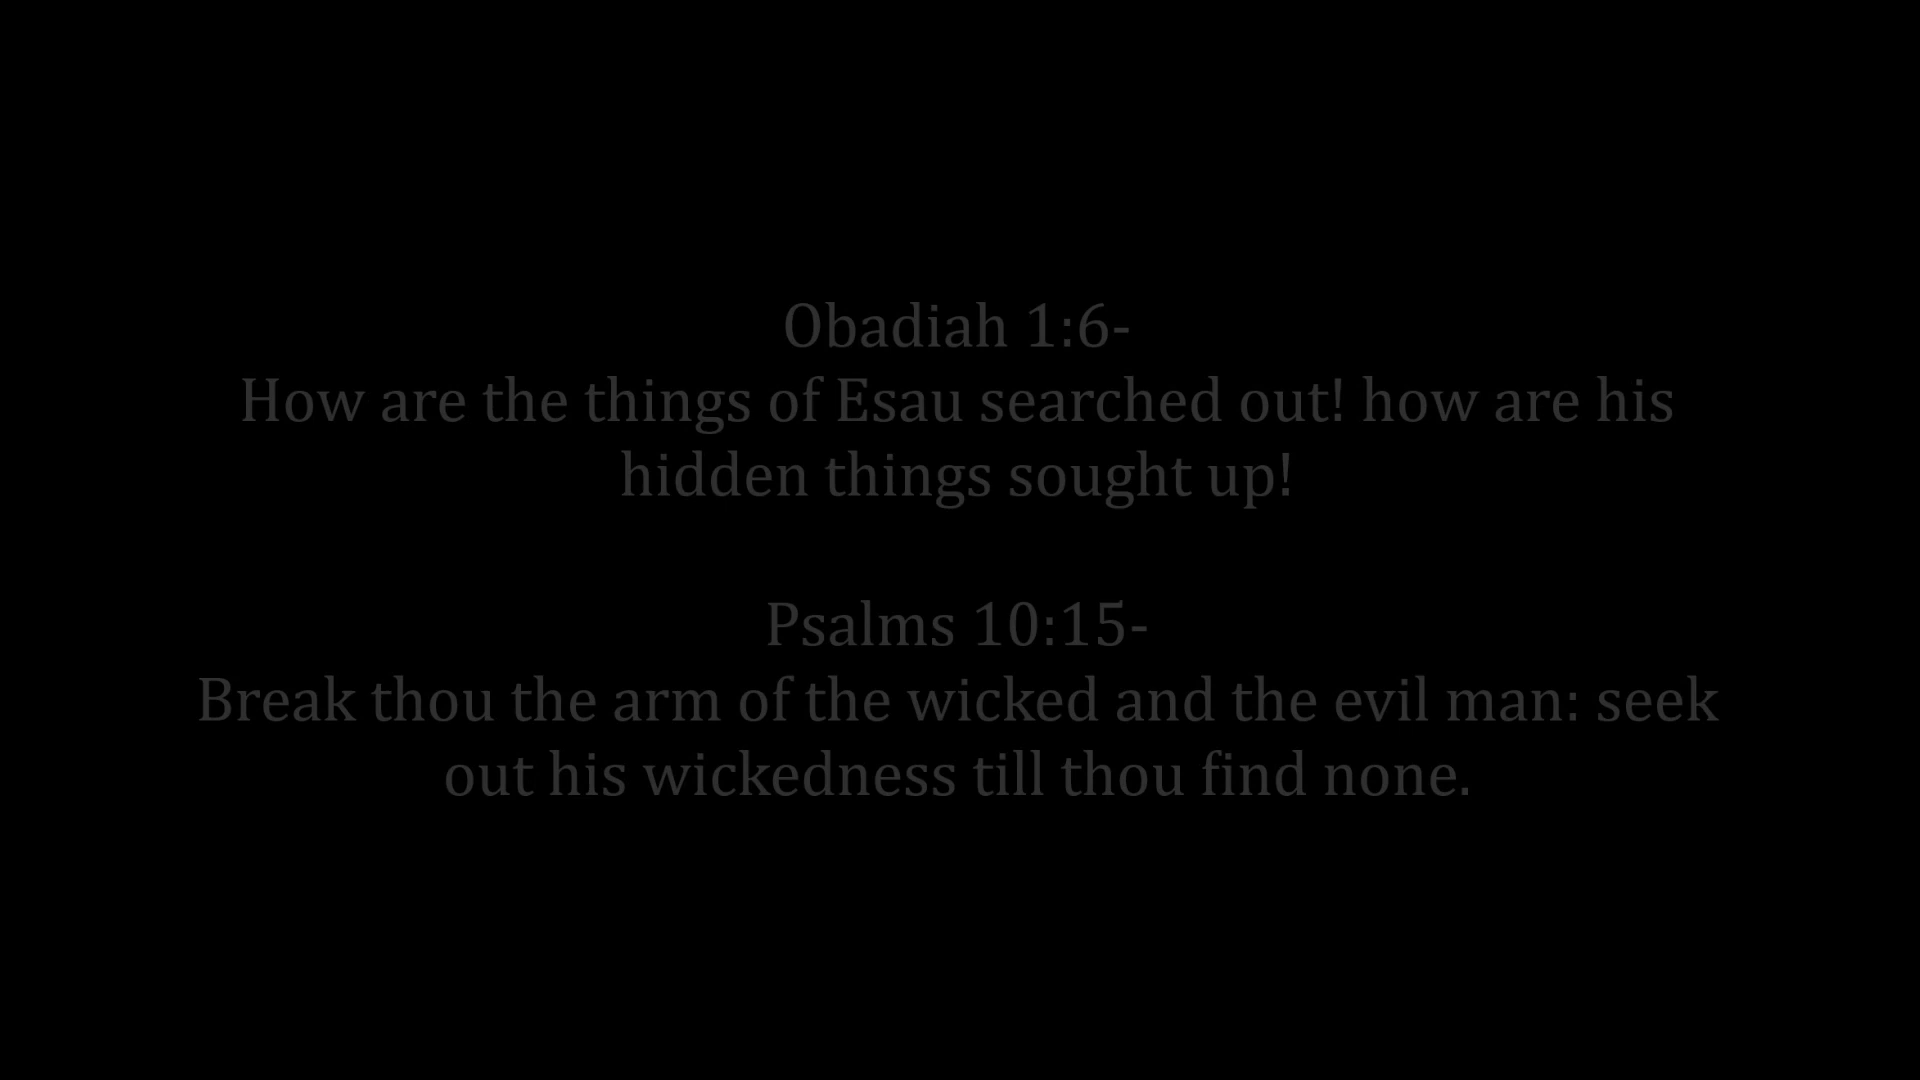 Obadiah 1:6-
How are the things of Esau searched out! how are his
hidden things sought up!
Psalms 10:15-
Break thou the arm of the wicked and the evil man: seek
out his wickedness till thou find none.